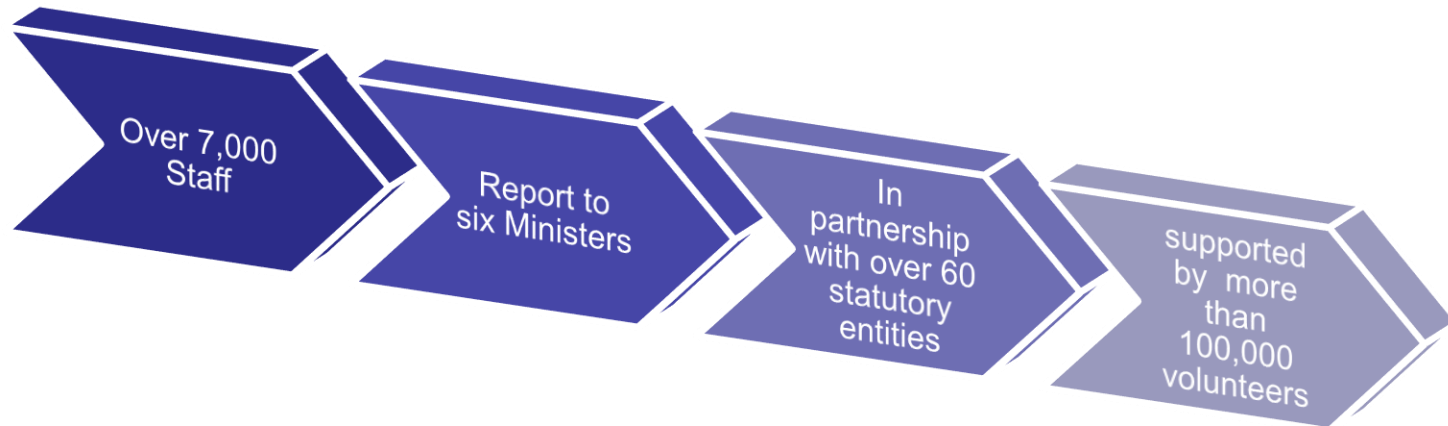 Over 7,000
Staff
Report to
six Ministers
In
partnership
with over 60
statutory
entities
supported
by  more
than
100,000
volunteers